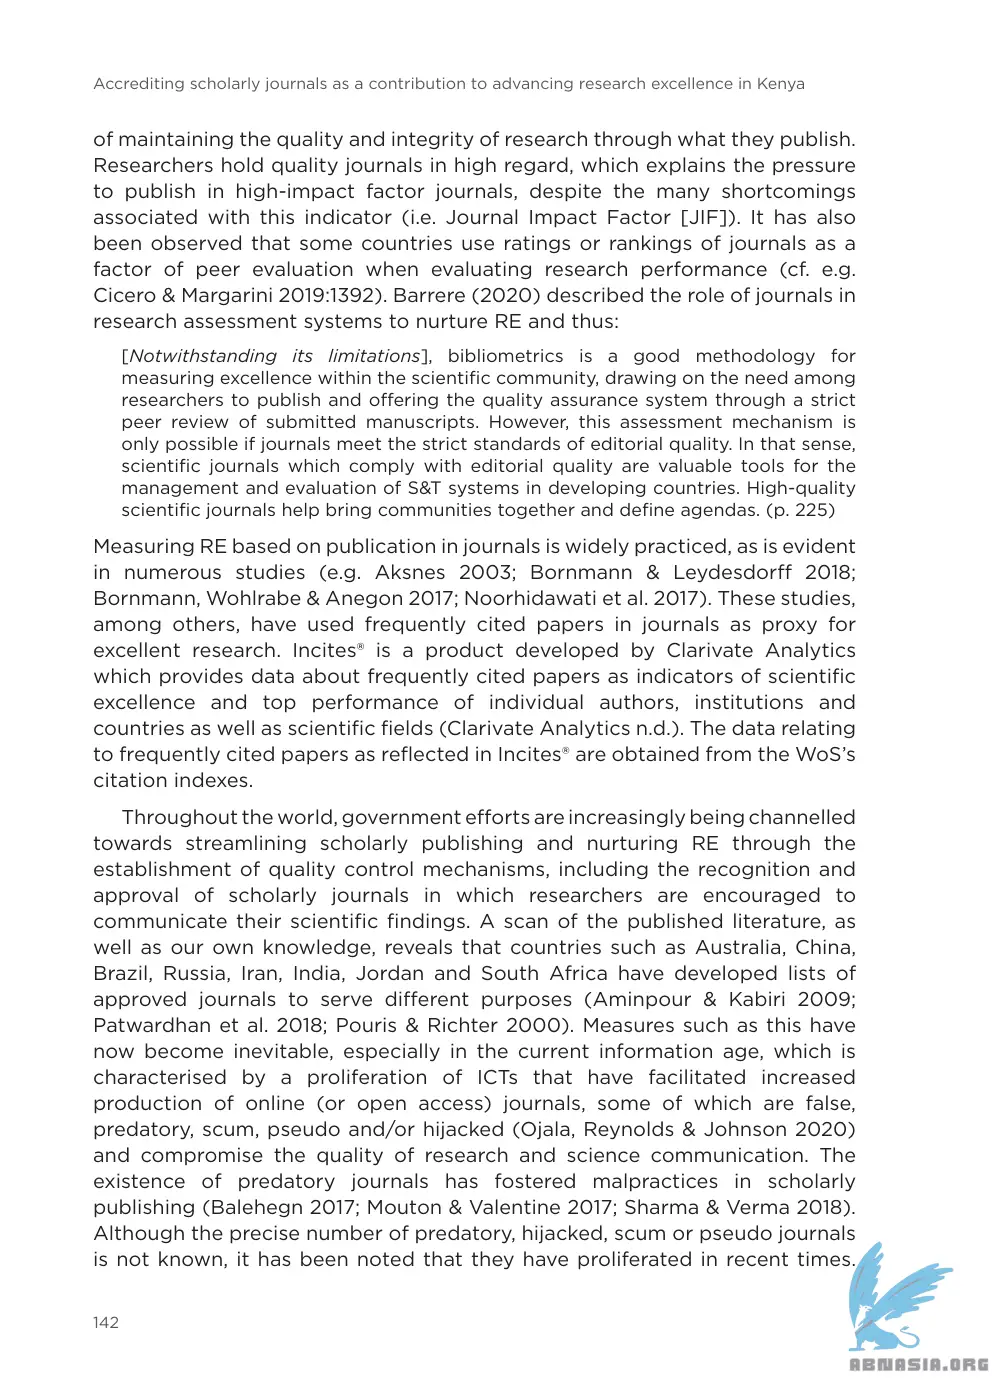 Accrediting scholarly journals as a contribution to advancing research excellence in Kenya
of maintaining the quality and integrity of research through what they publish.
Researchers hold quality journals in high regard, which explains the pressure
to publish in high-impact factor journals, despite the many shortcomings
associated with this indicator (i.e. Journal Impact Factor [JIF]). It has also
been observed that some countries use ratings or rankings of journals as a
factor of peer evaluation when evaluating research performance (cf. e.g.
Cicero & Margarini 2019:1392). Barrere (2020) described the role of journals in
research assessment systems to nurture RE and thus:
[Notwithstanding its limitations], bibliometrics is a good methodology for
measuring excellence within the scientific community, drawing on the need among
researchers to publish and offering the quality assurance system through a strict
peer review of submitted manuscripts. However, this assessment mechanism is
only possible if journals meet the strict standards of editorial quality. In that sense,
scientific journals which comply with editorial quality are valuable tools for the
management and evaluation of S&T systems in developing countries. High-quality
scientific journals help bring communities together and define agendas. (p. 225)
Measuring RE based on publication in journals is widely practiced, as is evident
in numerous studies (e.g. Aksnes 2003; Bornmann & Leydesdorff 2018;
Bornmann, Wohlrabe & Anegon 2017; Noorhidawati et al. 2017). These studies,
among others, have used frequently cited papers in journals as proxy for
excellent research. Incites® is a product developed by Clarivate Analytics
which provides data about frequently cited papers as indicators of scientific
excellence and top performance of individual authors, institutions and
countries as well as scientific fields (Clarivate Analytics n.d.). The data relating
to frequently cited papers as reflected in Incites® are obtained from the WoS’s
citation indexes.
Throughout the world, government efforts are increasingly being channelled
towards streamlining scholarly publishing and nurturing RE through the
establishment of quality control mechanisms, including the recognition and
approval of scholarly journals in which researchers are encouraged to
communicate their scientific findings. A scan of the published literature, as
well as our own knowledge, reveals that countries such as Australia, China,
Brazil, Russia, Iran, India, Jordan and South Africa have developed lists of
approved journals to serve different purposes (Aminpour & Kabiri 2009;
Patwardhan et al. 2018; Pouris & Richter 2000). Measures such as this have
now become inevitable, especially in the current information age, which is
characterised by a proliferation of ICTs that have facilitated increased
production of online (or open access) journals, some of which are false,
predatory, scum, pseudo and/or hijacked (Ojala, Reynolds & Johnson 2020)
and compromise the quality of research and science communication. The
existence of predatory journals has fostered malpractices in scholarly
publishing (Balehegn 2017; Mouton & Valentine 2017; Sharma & Verma 2018).
Although the precise number of predatory, hijacked, scum or pseudo journals
is not known, it has been noted that they have proliferated in recent times.
142
ABNASIA.ORG